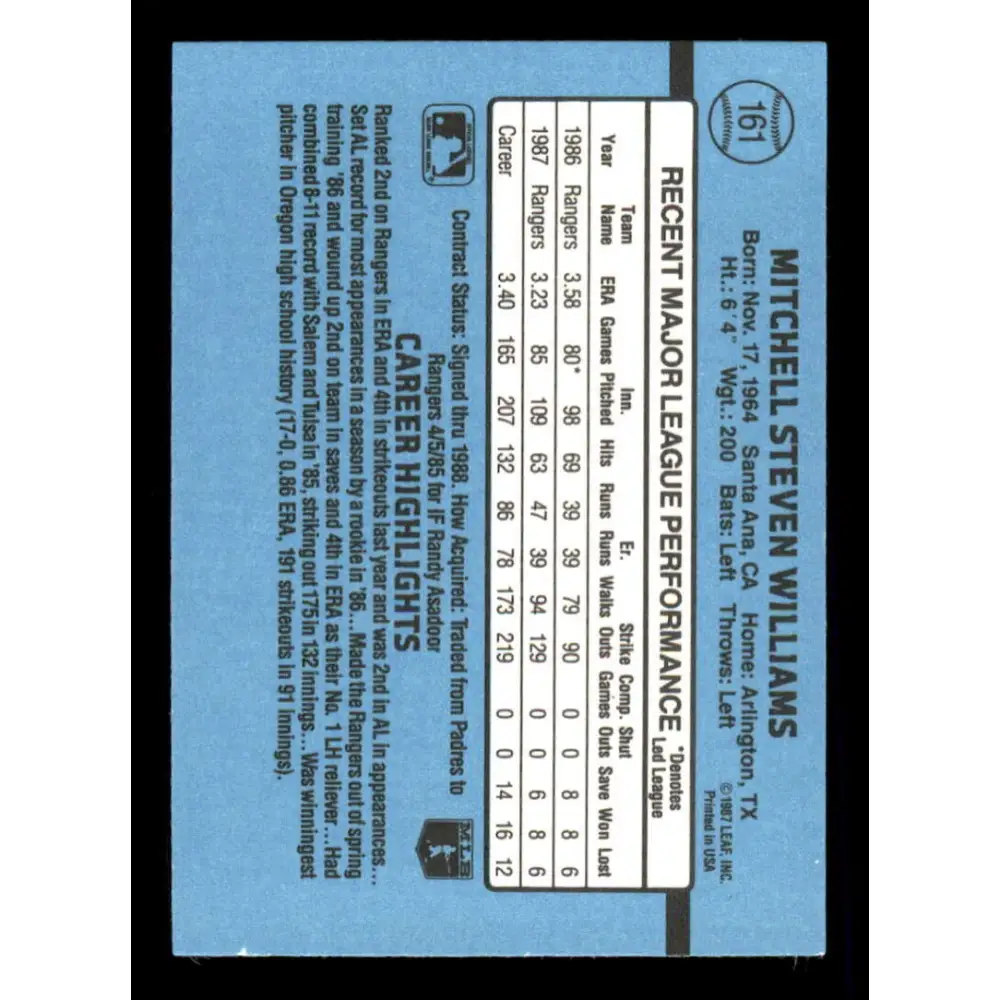 161
MITCHELL STEVEN WILLIAMS
Born: Nov. 17, 1964 Santa Ana, CA Home: Arlington, TX
Ht.: 6'4" Wgt.: 200 Bats: Left Throws: Left
©1987 LEAF, INC.
Printed in USA
RECENT MAJOR LEAGUE PERFORMANCE
*Denotes
Led League
Team Inn. Er. Strike Comp. Shut
Year Name ERA Games Pitched Hits Runs Runs Walks Outs Games Outs Save Won Lost
1986 Rangers 3.58 80* 98 69 39 39 79 90 0 0 8 8 6
1987 Rangers 3.23 85 109 63 47 39 94 129 0 0 6 8 6
Career 3.40 165 207 132 86 78 173 219 0 0 14 16 12
Contract Status: Signed thru 1988. How Acquired: Traded from Padres to
Rangers 4/5/85 for IF Randy Asadoor
MLB
CAREER HIGHLIGHTS
Ranked 2nd on Rangers in ERA and 4th in strikeouts last year and was 2nd in AL in appearances...
Set AL record for most appearances in a season by a rookie in '86...Made the Rangers out of spring
training '86 and wound up 2nd on team in saves and 4th in ERA as their No. 1 LH reliever...Had
combined 8-11 record with Salem and Tulsa in '85, striking out 175 in 132 innings...Was winningest
pitcher in Oregon high school history (17-0, 0.86 ERA, 191 strikeouts in 91 innings).